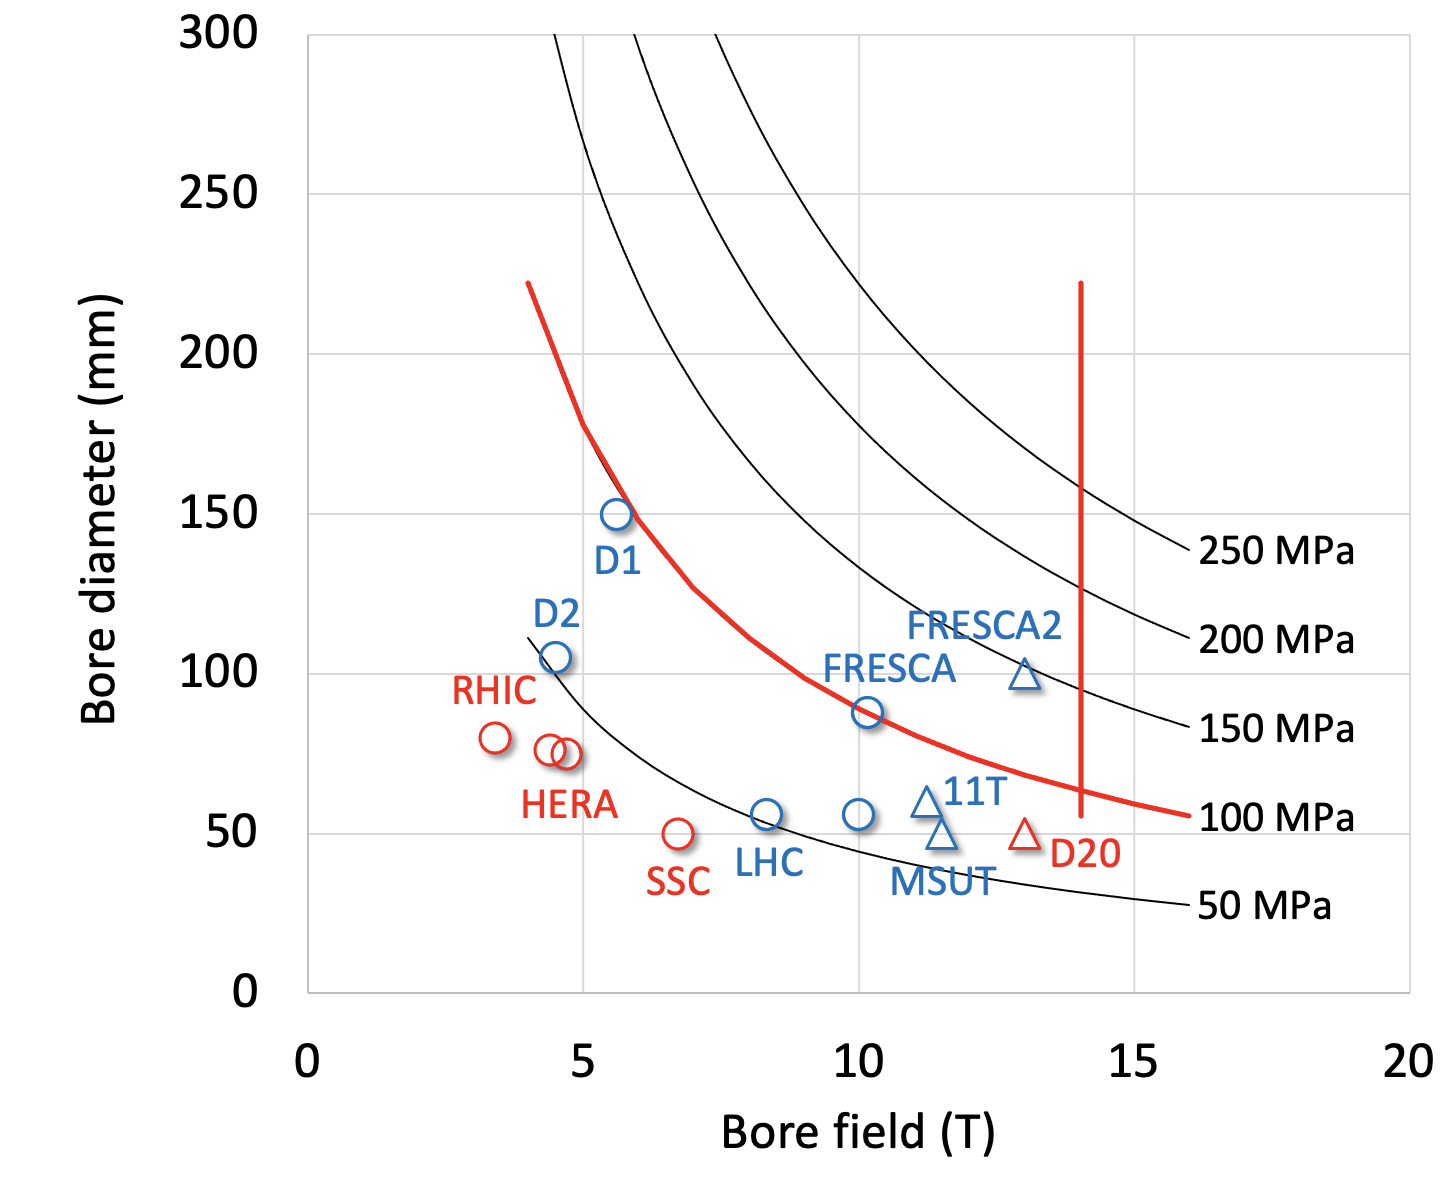 300
250
200
150
100
50
0
Bore diameter (mm)
D1
D2
RHIC
HERA
SSC
LHC
FRESCA2
FRESCA
11T
MSUT
D20
250 MPa
200 MPa
150 MPa
100 MPa
50 MPa
0 5 10 15 20
Bore field (T)